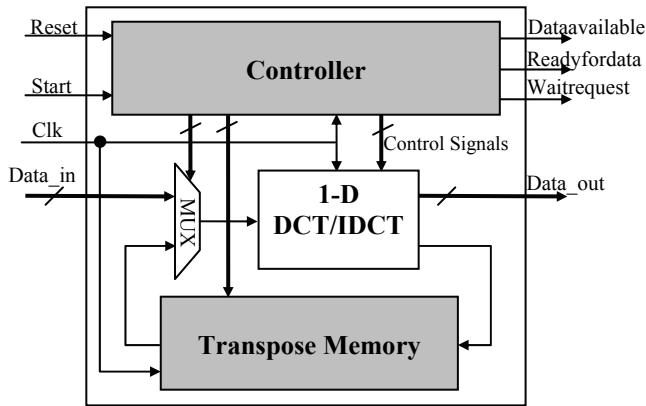 Reset
Dataavailable
Controller
Readyfordata
Start
Waitrequest
Clk
Control Signals
Data_in
MUX
1-D
DCT/IDCT
Data_out
Transpose Memory